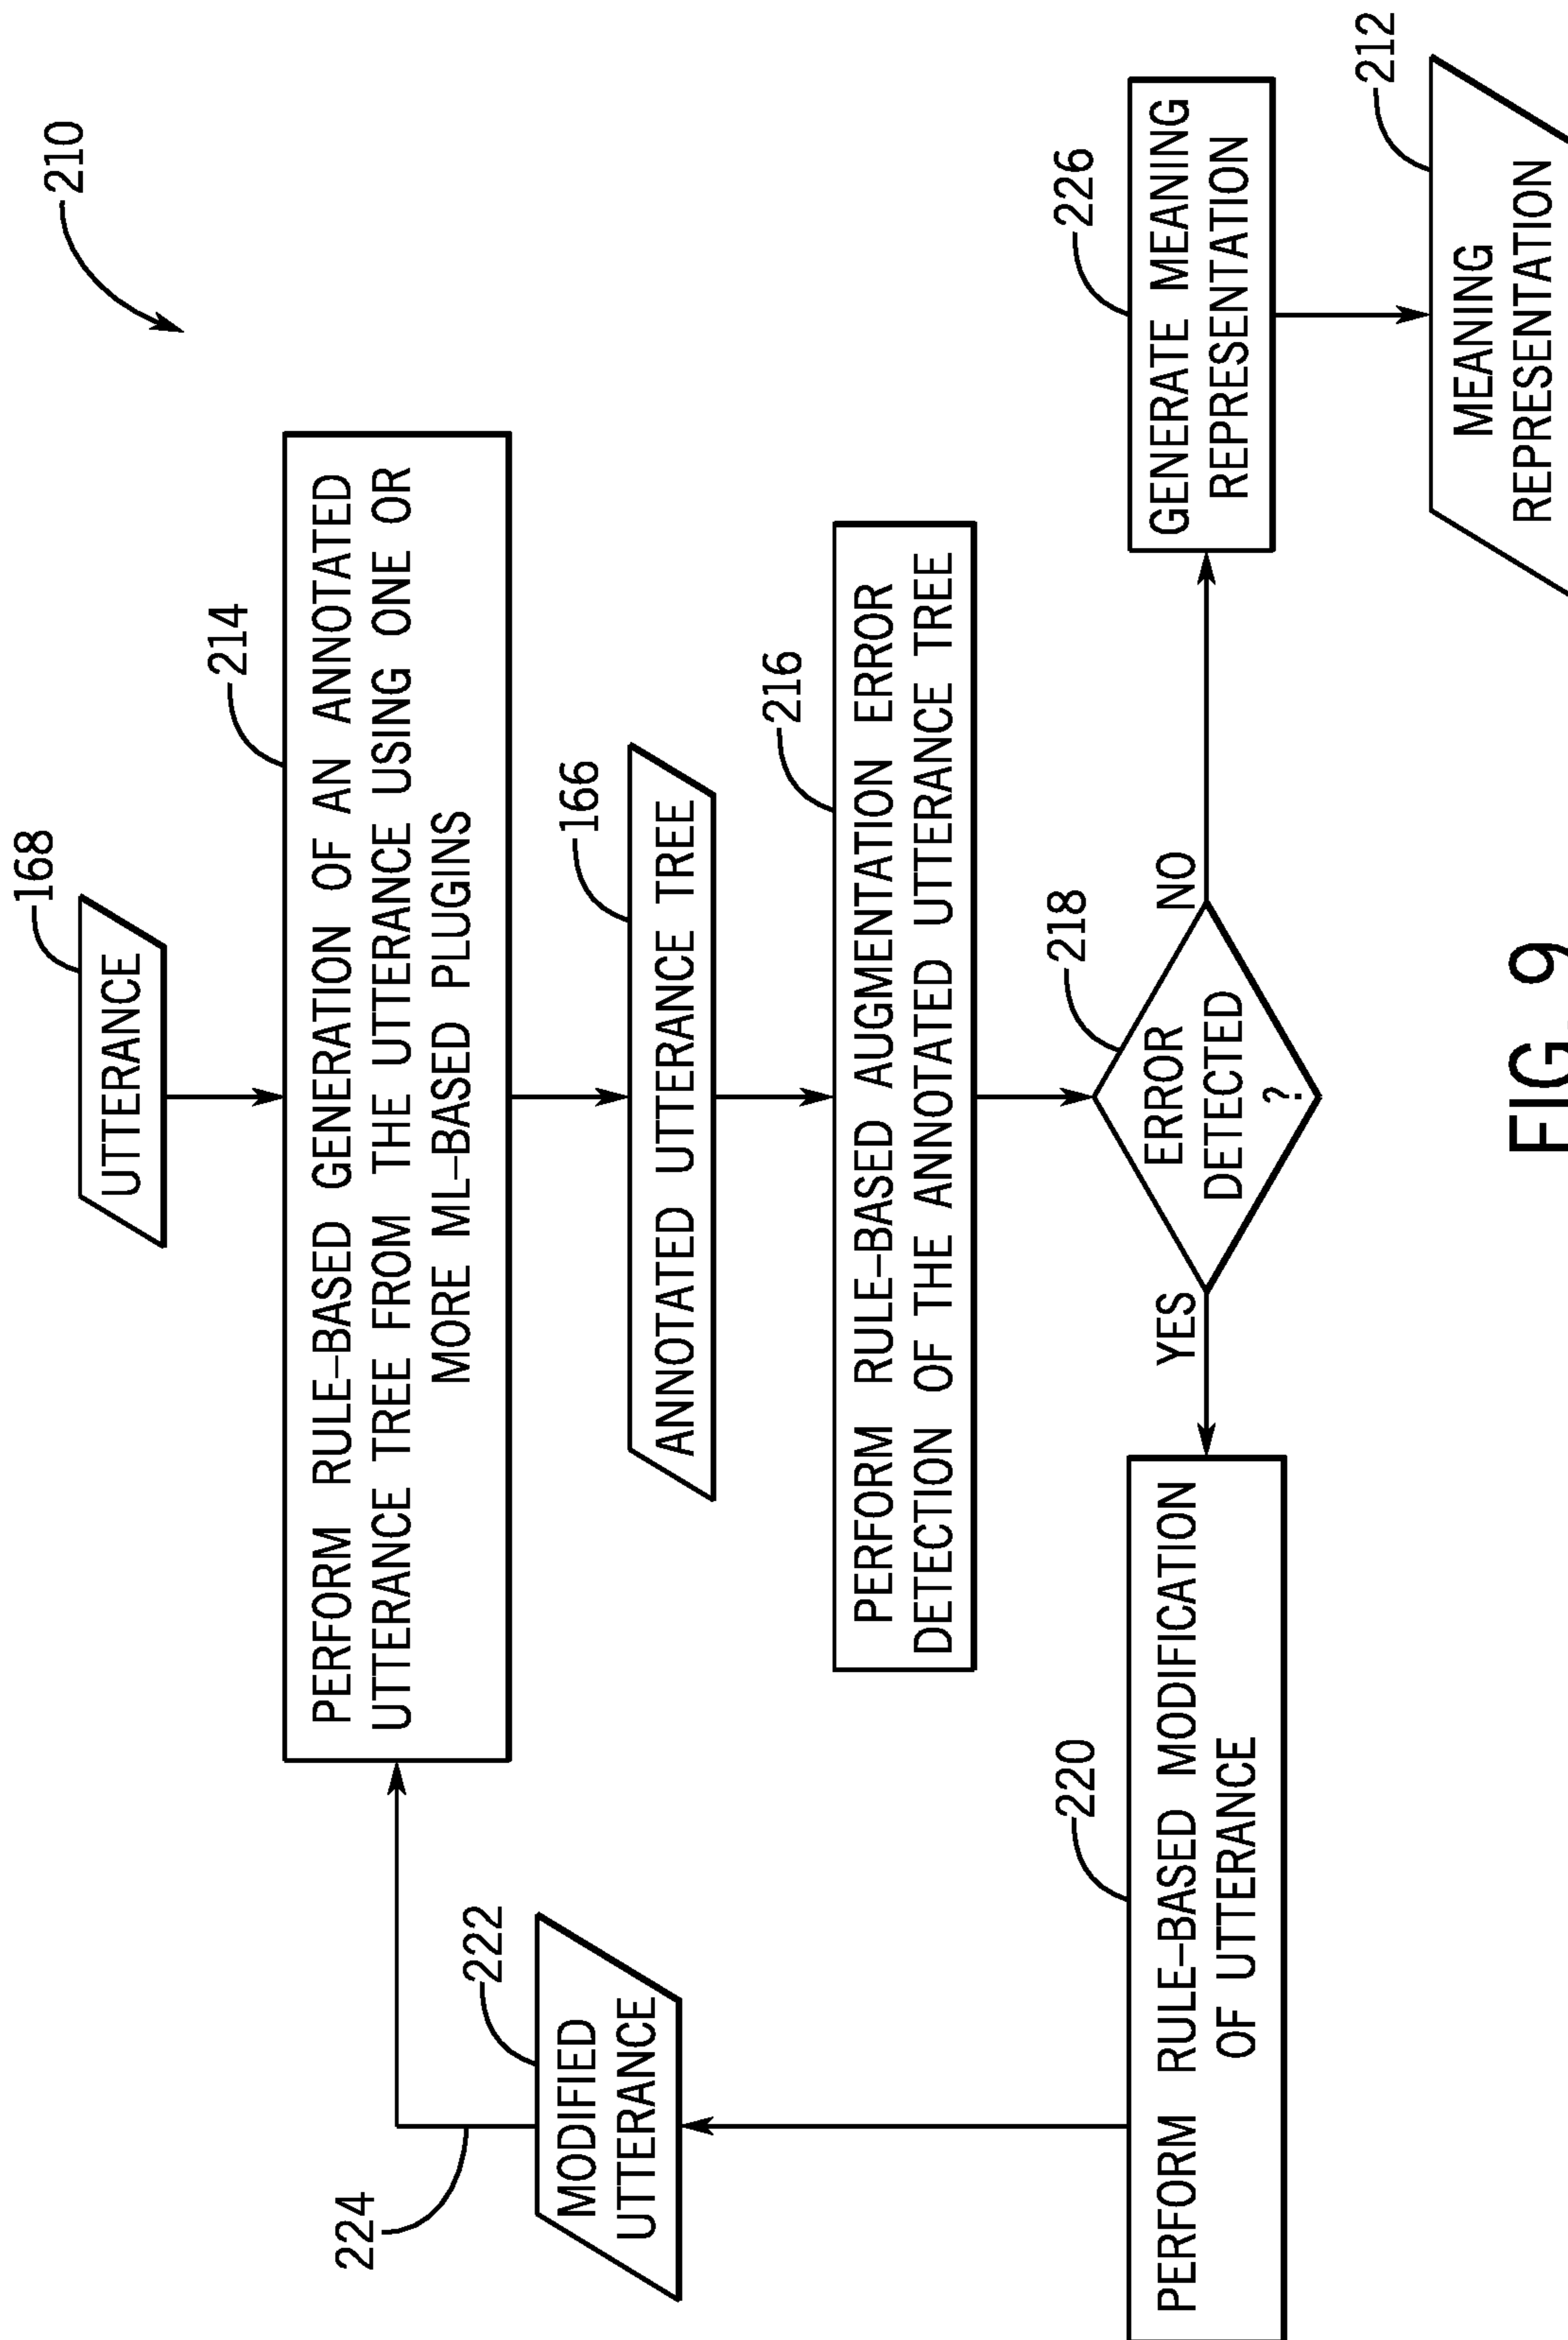 210
168
UTTERANCE
214
PERFORM RULE-BASED GENERATION OF AN ANNOTATED
UTTERANCE TREE FROM THE UTTERANCE USING ONE OR
MORE ML-BASED PLUGINS
224
222
MODIFIED
UTTERANCE
166
ANNOTATED UTTERANCE TREE
216
PERFORM RULE-BASED AUGMENTATION ERROR
DETECTION OF THE ANNOTATED UTTERANCE TREE
218
ERROR
DETECTED
?
YES
NO
220
PERFORM RULE-BASED MODIFICATION
OF UTTERANCE
226
GENERATE MEANING
REPRESENTATION
212
MEANING
REPRESENTATION
FIG. 9